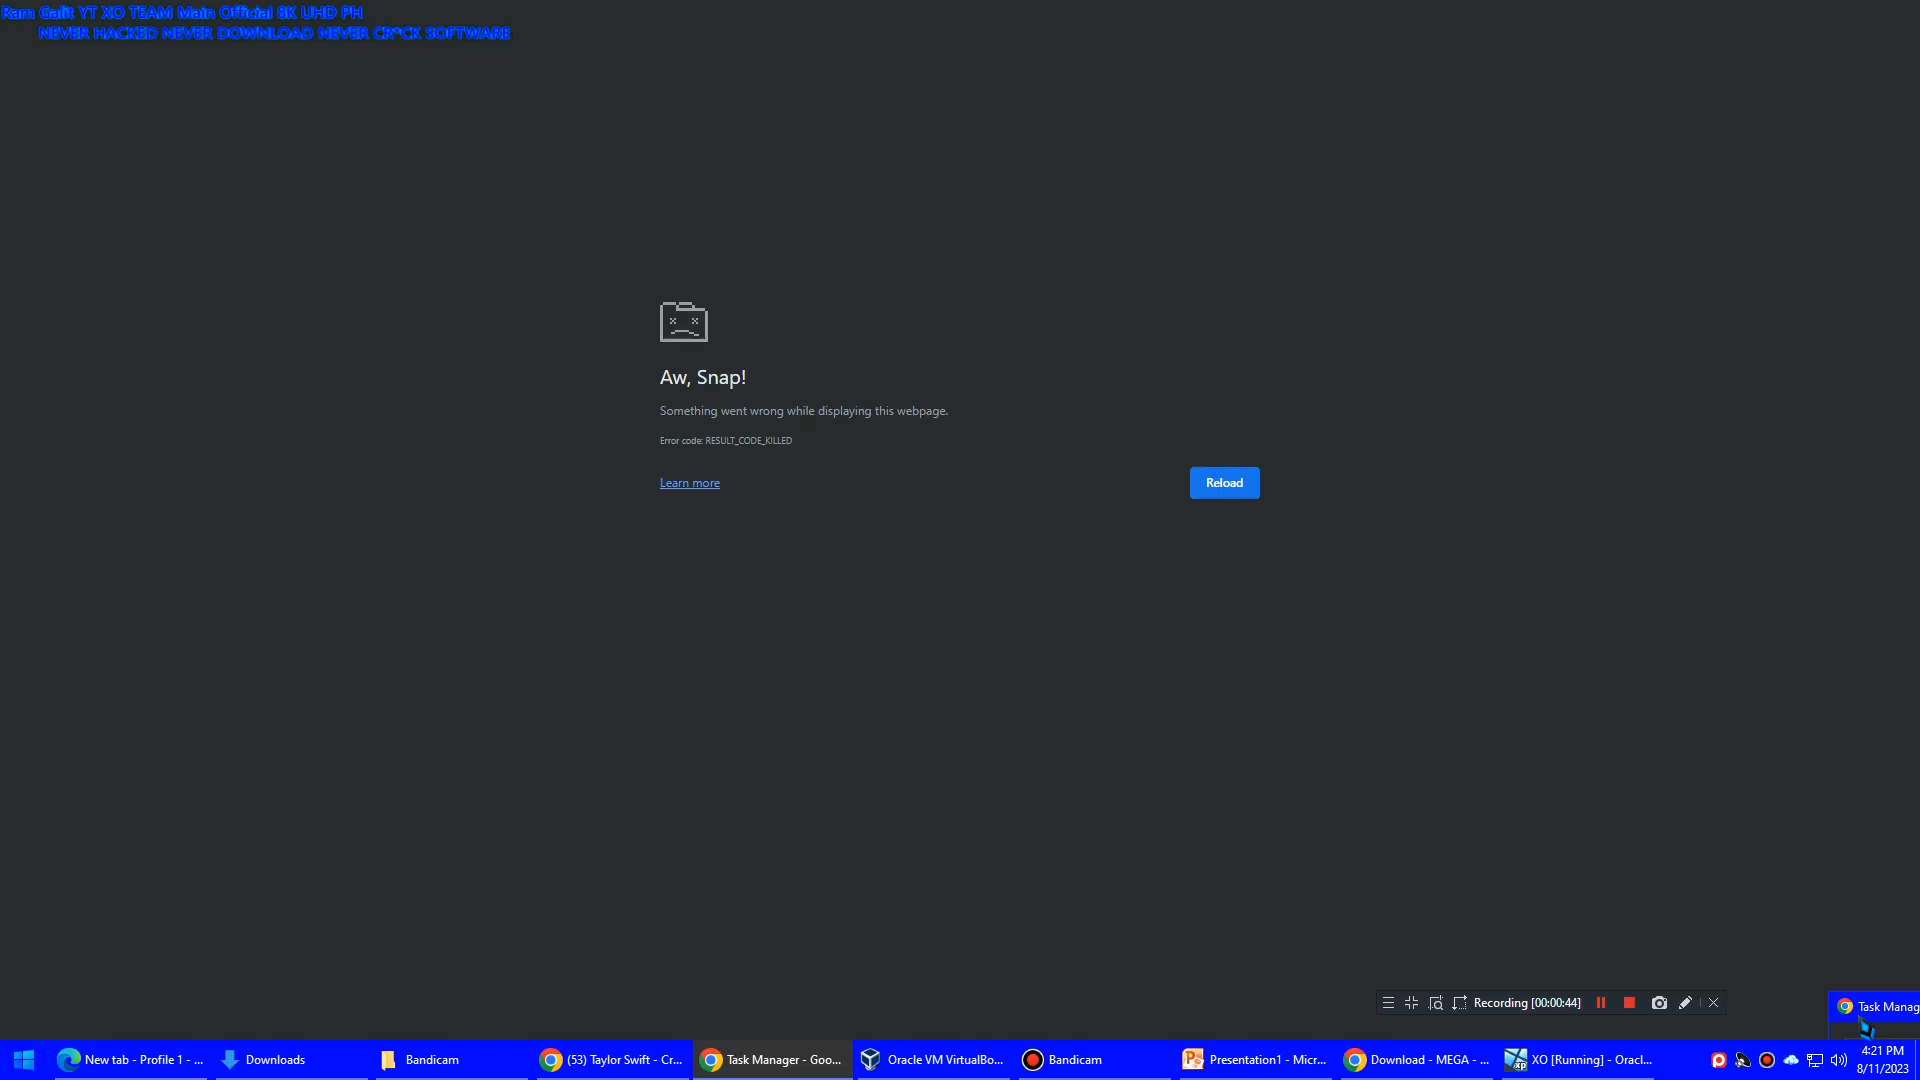 Ram Galit YT XO TEAM Main Official 8K UHD PH
NEVER HACKED NEVER DOWNLOAD NEVER CR*CK SOFTWARE
Aw, Snap!
Something went wrong while displaying this webpage.
Error code: RESULT_CODE_KILLED
Learn more
Reload
Recording [00:00:44]
Task Manag
New tab - Profile 1 - ...
Downloads
Bandicam
(53) Taylor Swift - Cr...
Task Manager - Goo...
Oracle VM VirtualBo...
Bandicam
Presentation1 - Micr...
Download - MEGA - ...
XO [Running] - Oracl...
4:21 PM
8/11/2023